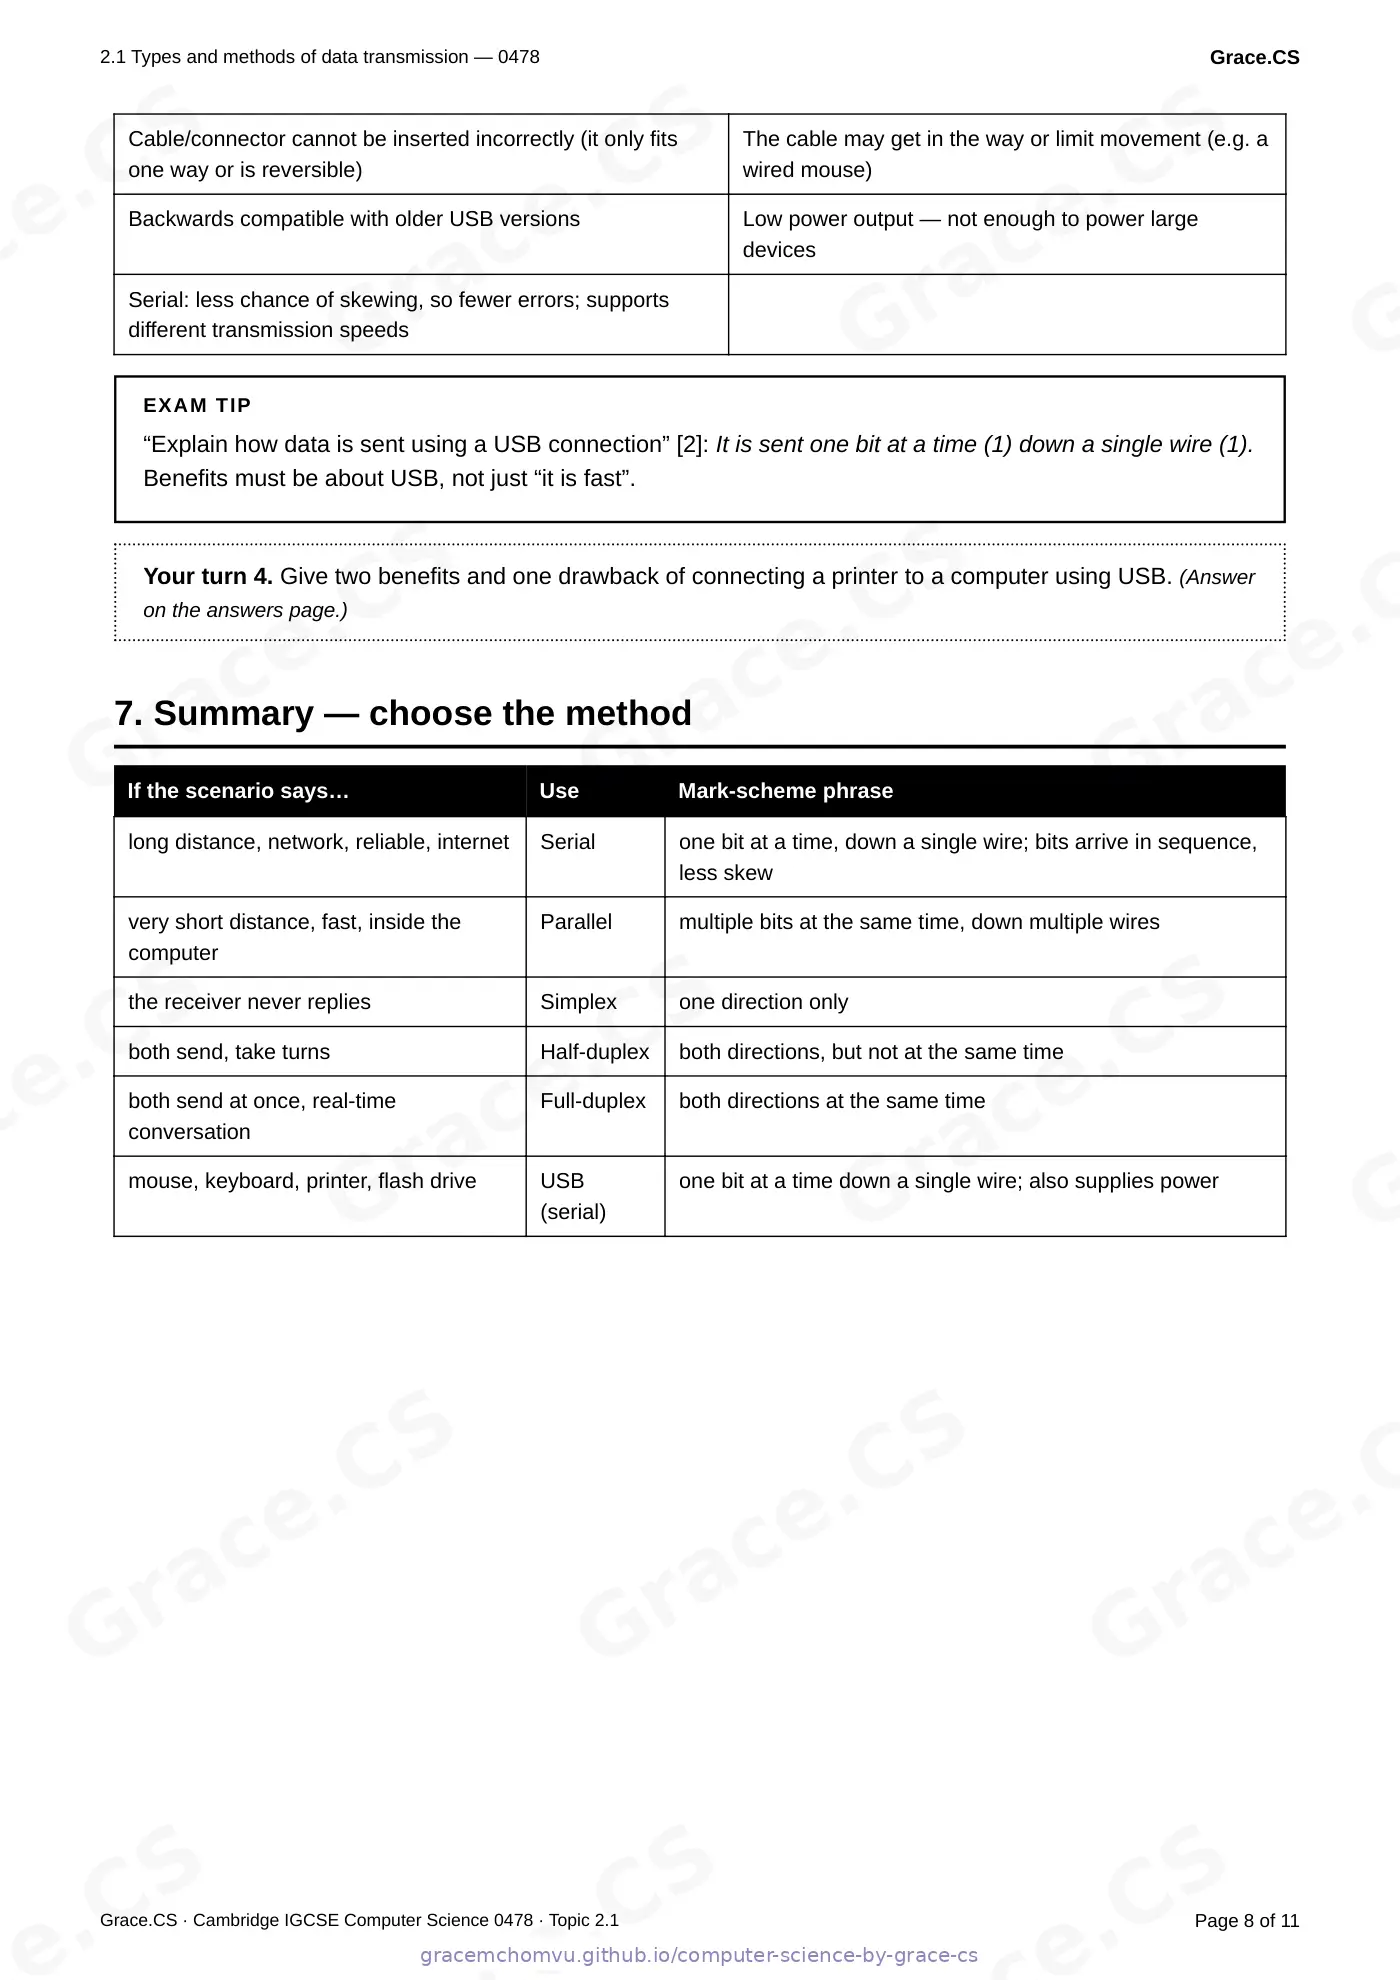 2.1 Types and methods of data transmission — 0478
Grace.CS
Cable/connector cannot be inserted incorrectly (it only fits
one way or is reversible)
The cable may get in the way or limit movement (e.g. a
wired mouse)
Backwards compatible with older USB versions
Low power output — not enough to power large
devices
Serial: less chance of skewing, so fewer errors; supports
different transmission speeds
EXAM TIP
“Explain how data is sent using a USB connection” [2]: It is sent one bit at a time (1) down a single wire (1).
Benefits must be about USB, not just “it is fast”.
Your turn 4. Give two benefits and one drawback of connecting a printer to a computer using USB. (Answer
on the answers page.)
7. Summary — choose the method
If the scenario says…
Use
Mark-scheme phrase
long distance, network, reliable, internet
Serial
one bit at a time, down a single wire; bits arrive in sequence,
less skew
very short distance, fast, inside the
computer
Parallel
multiple bits at the same time, down multiple wires
the receiver never replies
Simplex
one direction only
both send, take turns
Half-duplex
both directions, but not at the same time
both send at once, real-time
conversation
Full-duplex
both directions at the same time
mouse, keyboard, printer, flash drive
USB
(serial)
one bit at a time down a single wire; also supplies power
Grace.CS · Cambridge IGCSE Computer Science 0478 · Topic 2.1
Page 8 of 11
gracemchomvu.github.io/computer-science-by-grace-cs